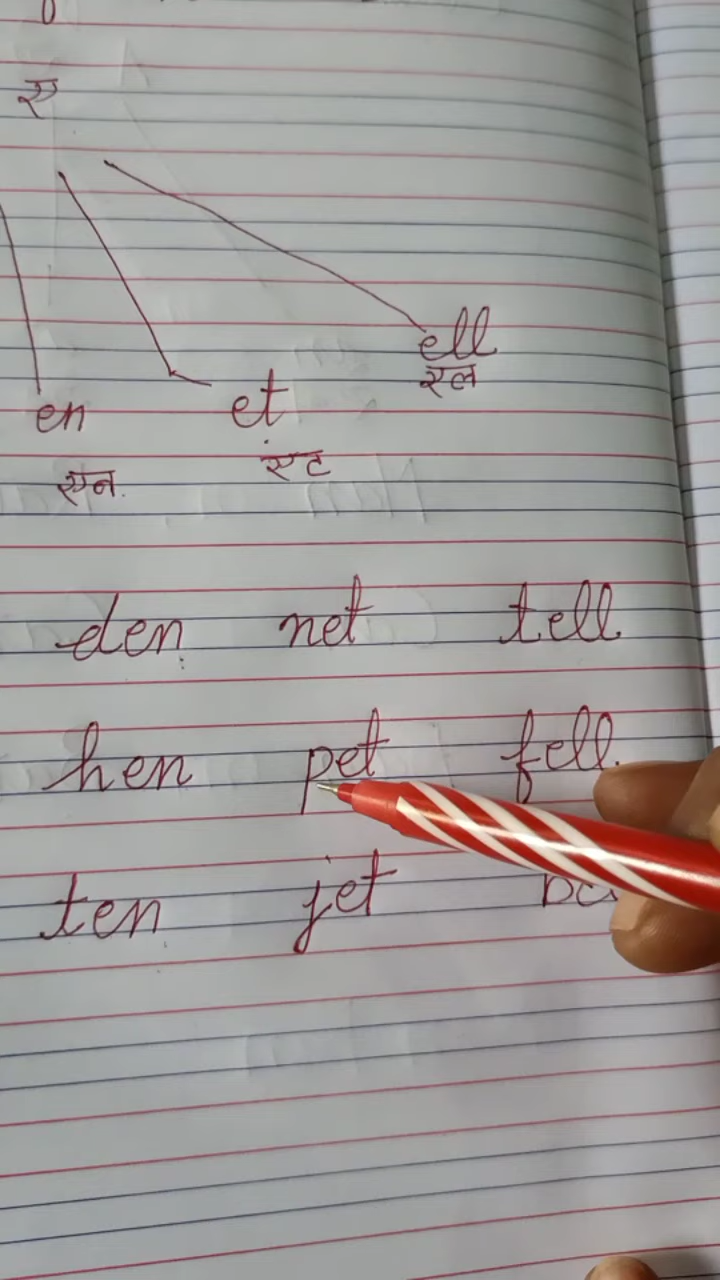 ए
ell
एल
en et
एन एट
den net tell
hen pet fell
ten jet